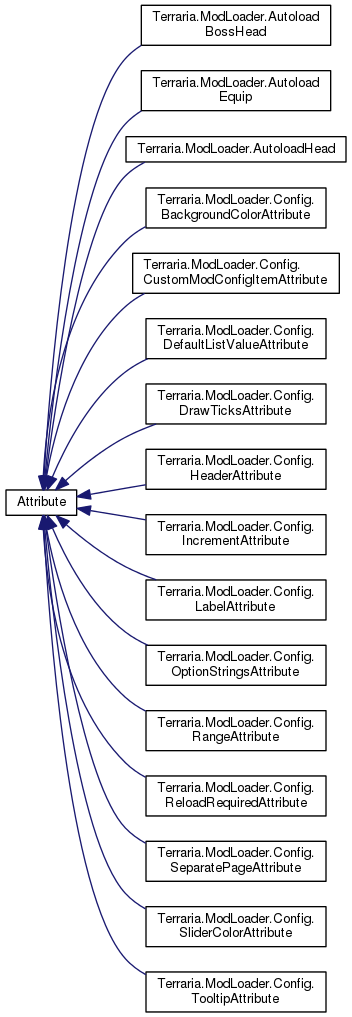 Terraria.ModLoader.Autoload
BossHead
Terraria.ModLoader.Autoload
Equip
Terraria.ModLoader.AutoloadHead
Terraria.ModLoader.Config.
BackgroundColorAttribute
Terraria.ModLoader.Config.
CustomModConfigItemAttribute
Terraria.ModLoader.Config.
DefaultListValueAttribute
Terraria.ModLoader.Config.
DrawTicksAttribute
Terraria.ModLoader.Config.
HeaderAttribute
Attribute
Terraria.ModLoader.Config.
IncrementAttribute
Terraria.ModLoader.Config.
LabelAttribute
Terraria.ModLoader.Config.
OptionStringsAttribute
Terraria.ModLoader.Config.
RangeAttribute
Terraria.ModLoader.Config.
ReloadRequiredAttribute
Terraria.ModLoader.Config.
SeparatePageAttribute
Terraria.ModLoader.Config.
SliderColorAttribute
Terraria.ModLoader.Config.
TooltipAttribute